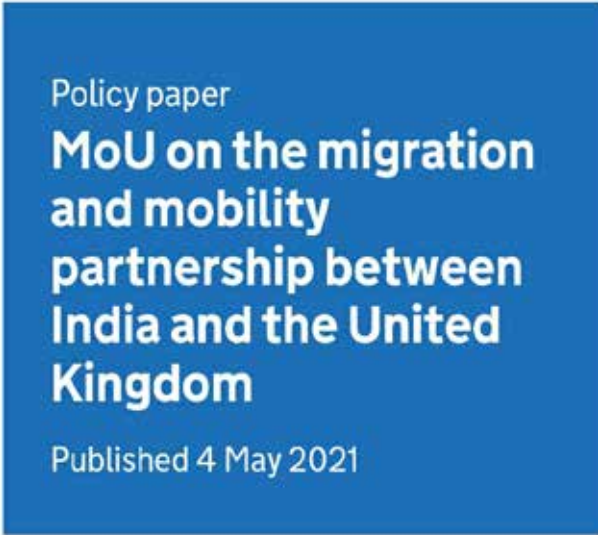 Policy paper
MoU on the migration
and mobility
partnership between
India and the United
Kingdom
Published 4 May 2021